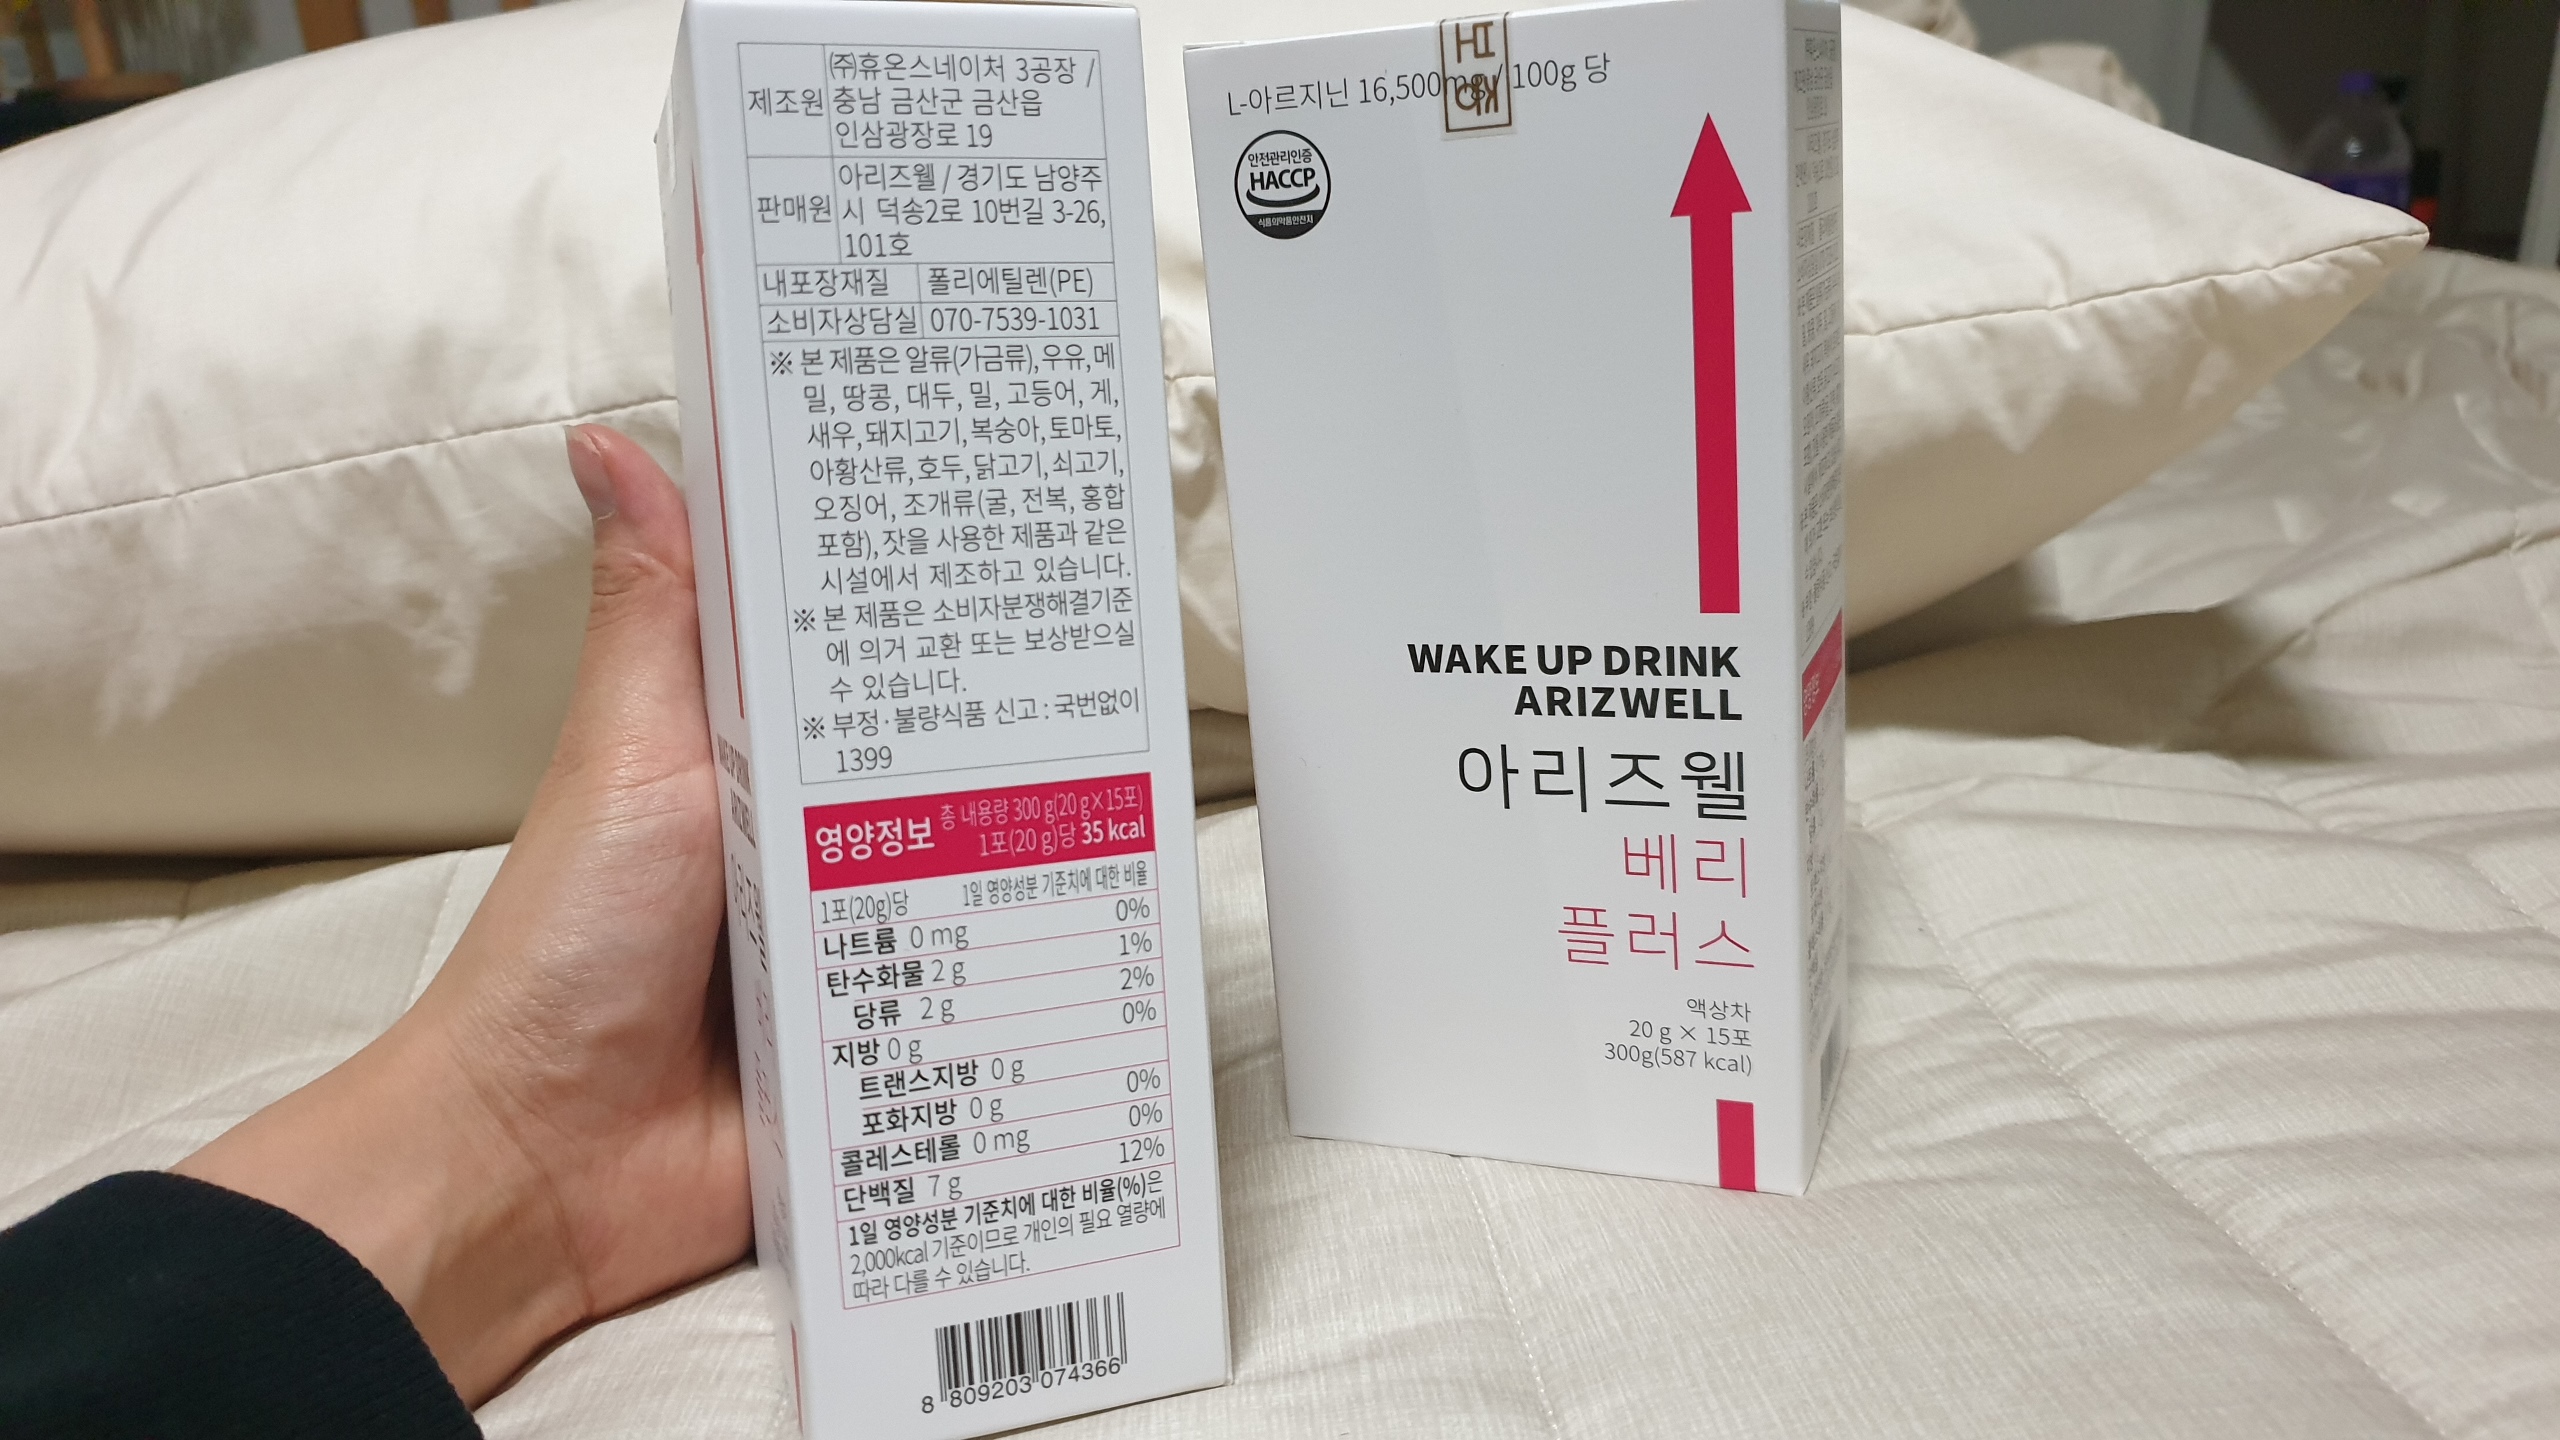 제조원
㈜휴온스네이처 3공장 /
충남 금산군 금산읍
인삼광장로 19
판매원
아리즈웰 / 경기도 남양주
시 덕송2로 10번길 3-26,
101호
내포장재질 폴리에틸렌(PE)
소비자상담실 070-7539-1031
※ 본 제품은 알류(가금류), 우유, 메
밀, 땅콩, 대두, 밀, 고등어, 게,
새우, 돼지고기, 복숭아, 토마토,
아황산류, 호두, 닭고기, 쇠고기,
오징어, 조개류(굴, 전복, 홍합
포함), 잣을 사용한 제품과 같은
시설에서 제조하고 있습니다.
※ 본 제품은 소비자분쟁해결기준
에 의거 교환 또는 보상받으실
수 있습니다.
※ 부정·불량식품 신고 : 국번없이
1399
영양정보
총 내용량 300 g(20 g×15포)
1포(20 g)당 35 kcal
1포(20g)당 1일 영양성분 기준치에 대한 비율
나트륨 0 mg 0%
탄수화물 2 g 1%
당류 2 g 2%
지방 0 g 0%
트랜스지방 0 g
포화지방 0 g 0%
콜레스테롤 0 mg 0%
단백질 7 g 12%
1일 영양성분 기준치에 대한 비율(%)은
2,000kcal 기준이므로 개인의 필요 열량에
따라 다를 수 있습니다.
8 809203 074366
WAKE UP DRINK
ARIZWELL
L-아르지닌 16,500mg / 100g 당
안전관리인증
HACCP
식품의약품안전처
WAKE UP DRINK
ARIZWELL
아리즈웰
베리
플러스
액상차
20 g × 15포
300g(587 kcal)